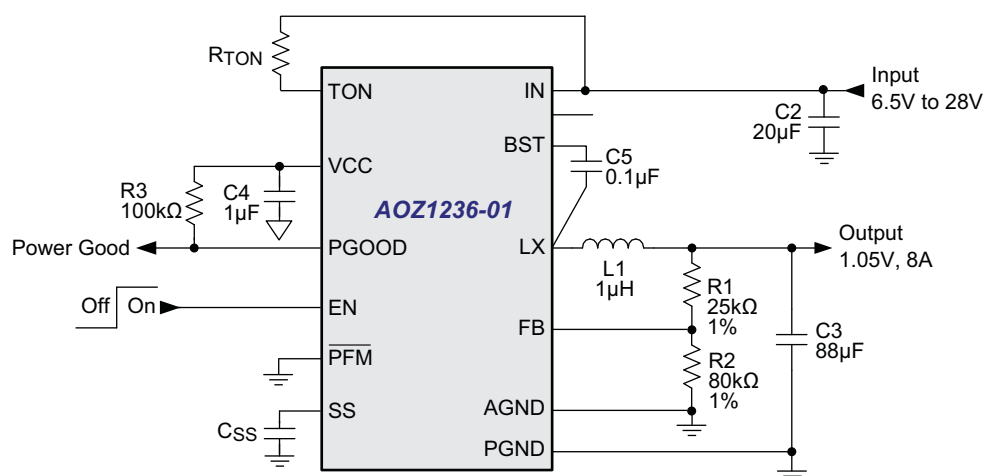 RTON
TON
IN
Input
6.5V to 28V
C2
20µF
BST
C5
0.1µF
VCC
R3
100kΩ
C4
1µF
AOZ1236-01
Power Good
PGOOD
LX
L1
1µH
Output
1.05V, 8A
R1
25kΩ
1%
Off
On
EN
FB
C3
88µF
PFM
R2
80kΩ
1%
SS
CSS
AGND
PGND